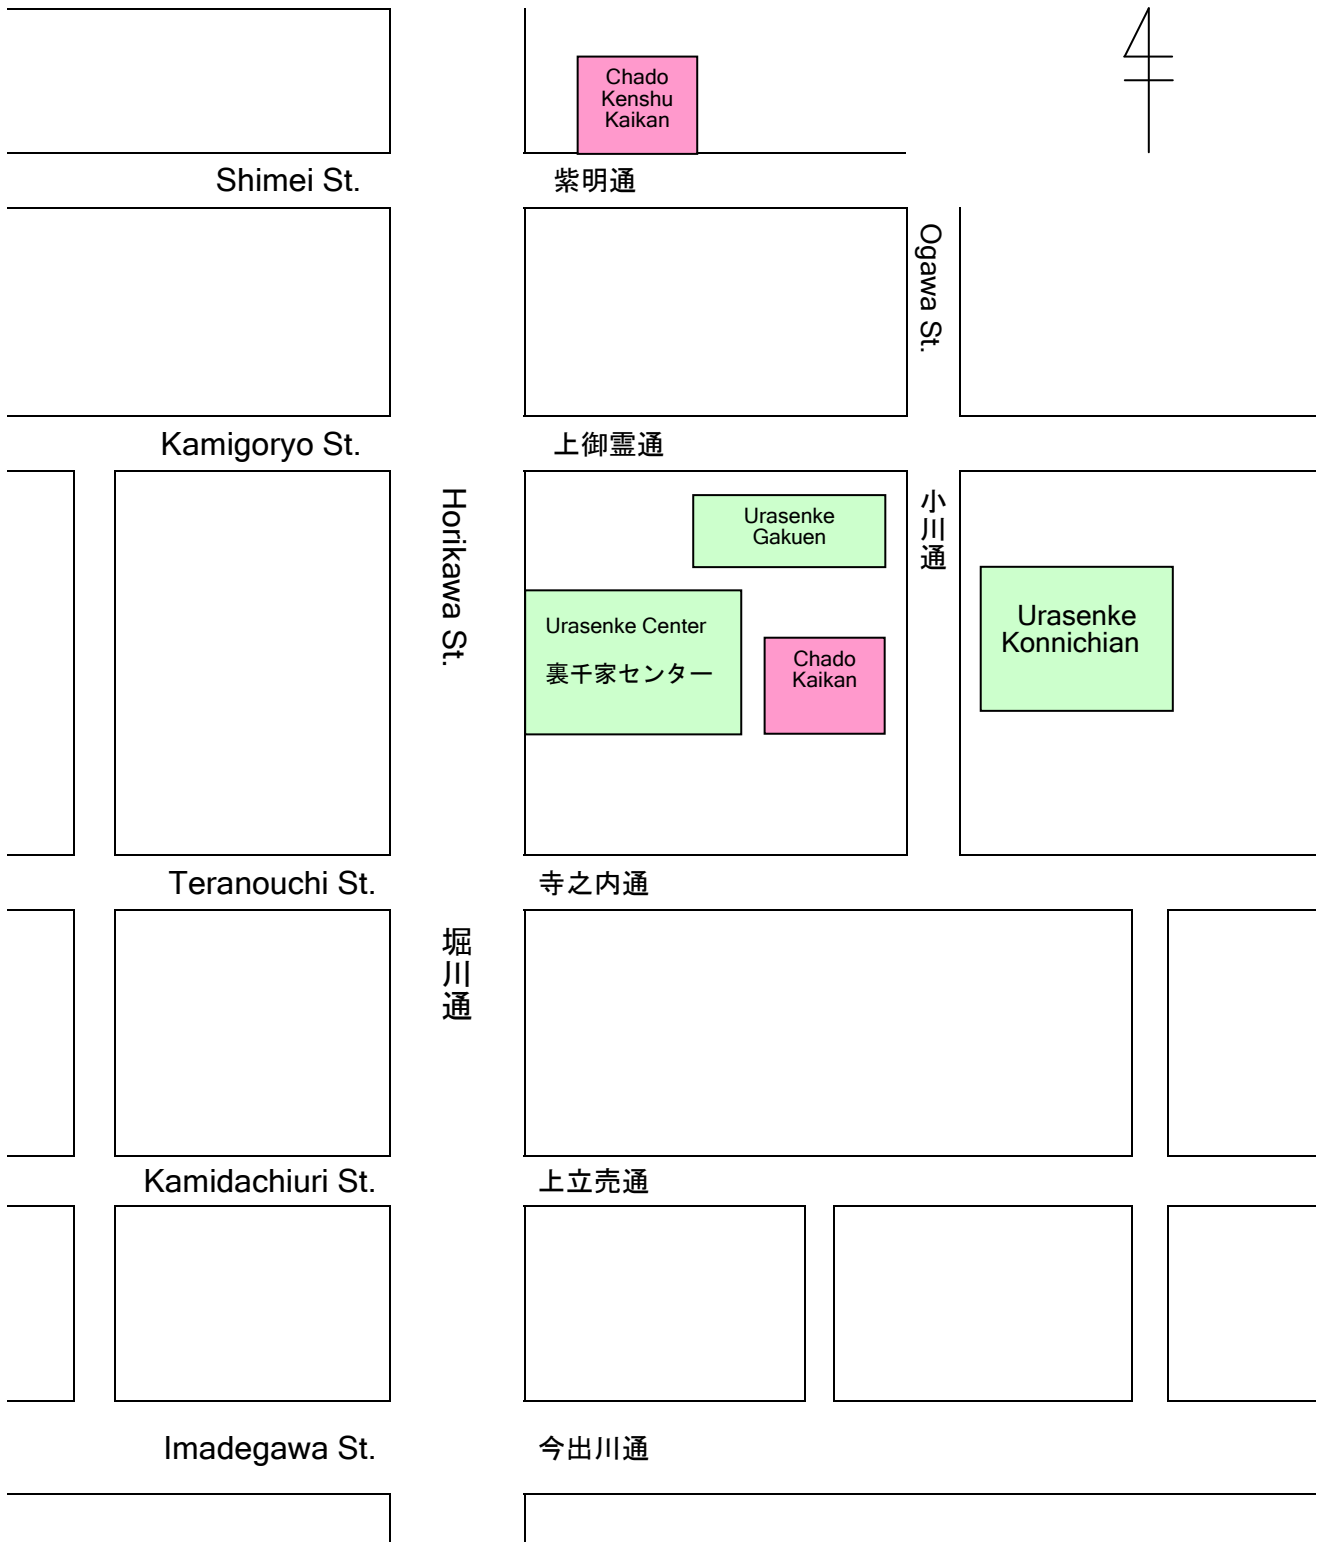 Chado
Kenshu
Kaikan
Shimei St.
紫明通
Ogawa St.
Kamigoryo St.
上御霊通
Horikawa St.
Urasenke
Gakuen
小川通
Urasenke Center
裏千家センター
Chado
Kaikan
Urasenke
Konnichian
Teranouchi St.
寺之内通
堀川通
Kamidachiuri St.
上立売通
Imadegawa St.
今出川通